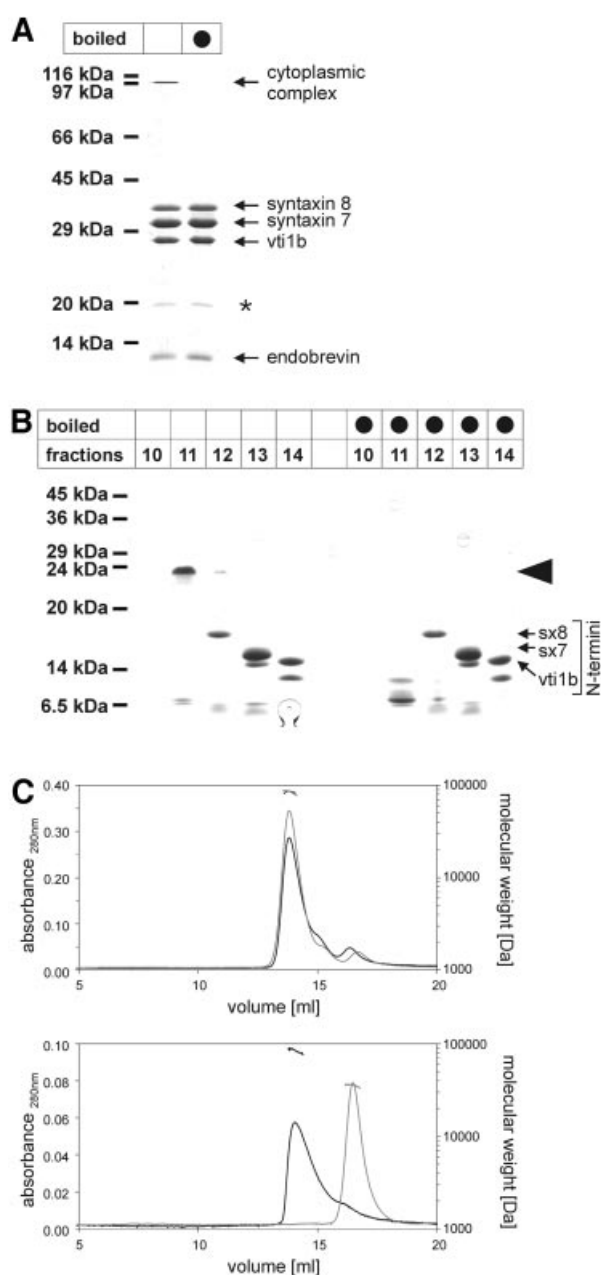 A
boiled ●
116 kDa
97 kDa
cytoplasmic
complex
66 kDa
45 kDa
syntaxin 8
syntaxin 7
29 kDa
vti1b
20 kDa
*
14 kDa
endobrevin
B
boiled ● ● ● ● ●
fractions 10 11 12 13 14 10 11 12 13 14
45 kDa
36 kDa
29 kDa
24 kDa
20 kDa
sx8
sx7
14 kDa
vti1b
N-termini
6.5 kDa
C
0.40
0.30
0.20
0.10
0.00
absorbance 280nm
100000
10000
1000
molecular weight [Da]
5 10 15 20
volume [ml]
0.10
0.08
0.06
0.04
0.02
0.00
absorbance 280nm
100000
10000
1000
molecular weight [Da]
5 10 15 20
volume [ml]